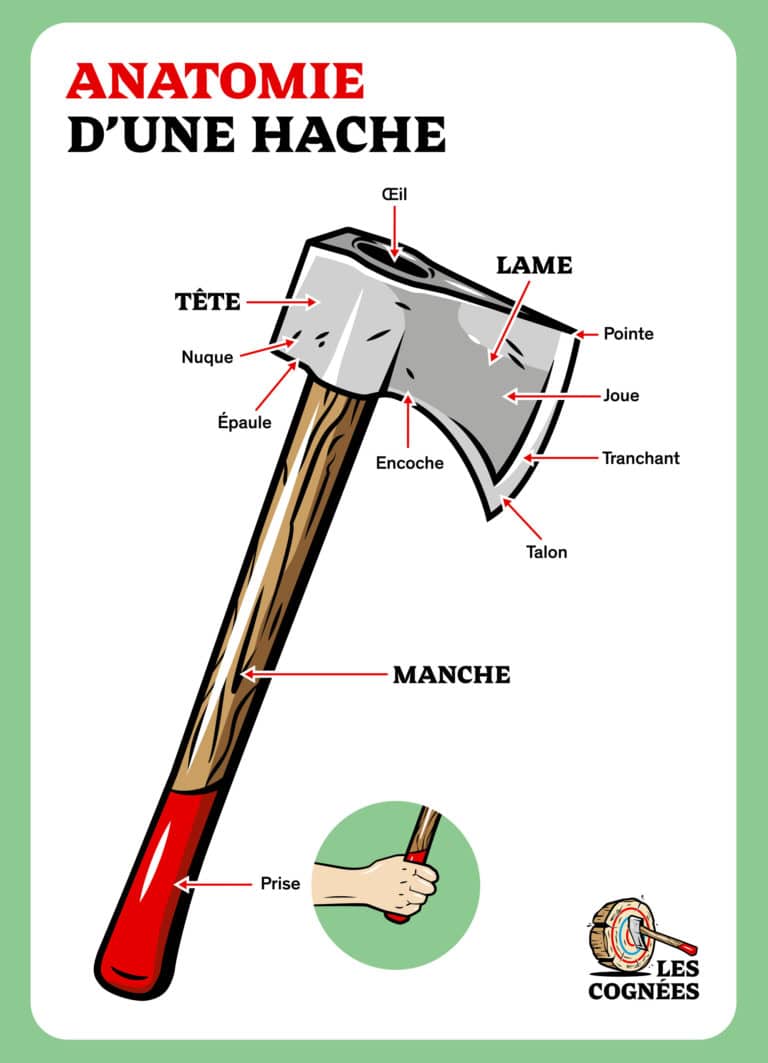 ANATOMIE
D’UNE HACHE
Œil
LAME
TÊTE
Pointe
Nuque
Joue
Épaule
Encoche
Tranchant
Talon
MANCHE
Prise
LES
COGNÉES